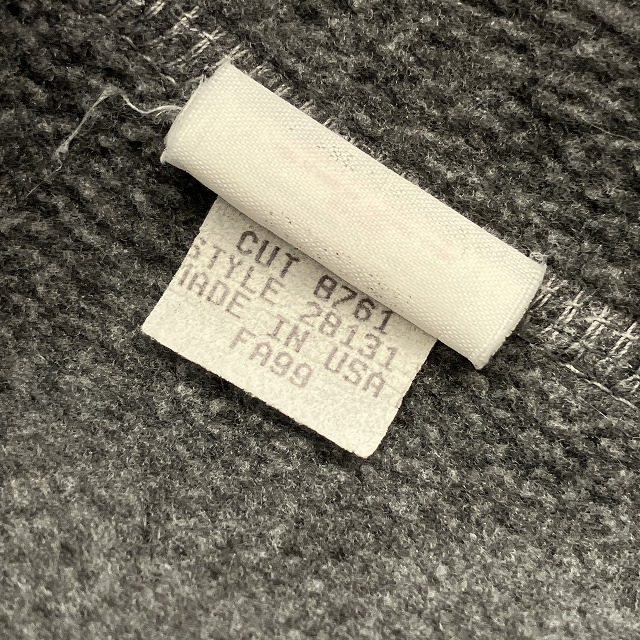 CUT 8761
STYLE 28131
MADE IN USA
FA99